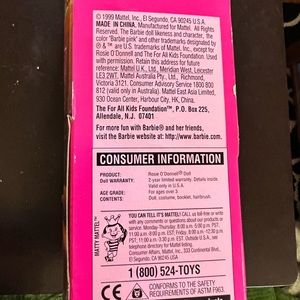 © 1999 Mattel, Inc., El Segundo, CA 90245 U.S.A.
MADE IN CHINA. Manufactured for Mattel. All Rights
Reserved. The Barbie doll likeness and character, the
color "Barbie pink" and other trademarks designated by
® & ™ are U.S. trademarks of Mattel, Inc., except for
Rosie O'Donnell and The For All Kids Foundation. Used
with permission. Retain this address for future reference:
Mattel U.K., Ltd., Meridian West, Leicester
LE3 2WT. Mattel Australia Pty., Ltd., Richmond,
Victoria 3121. Consumer Advisory Service 1800 800
812 (valid only in Australia). Mattel East Asia Limited,
930 Ocean Center, Harbour City, HK, China.
The For All Kids Foundation™, P.O. Box 225,
Allendale, N.J. 07401
For more fun with Barbie® and her friends,
visit the Barbie website at: http://www.barbie.com.
CONSUMER INFORMATION
PRODUCT: Rosie O'Donnell® Doll
Doll WARRANTY: 2-year limited warranty. Details inside.
Valid only in U.S.A.
AGE GRADE: For ages over 3
CONTENTS: Doll, costume, booklet, hairbrush.
MATTY MATTEL™
YOU CAN TELL IT'S MATTEL! CALL us toll-free or write
with any comments or questions about our products or
service, Monday-Thursday: 8:00 a.m. - 5:00 p.m. PST,
11:00 a.m. - 8:00 p.m. EST, Friday: 8:00 a.m. -
PST; 11:00 a.m. EST. Outside U.S., see
telephone directory for Mattel listing. Or write:
Consumer Affairs, Mattel, Inc., 333 Continental Blvd.,
El Segundo, CA. 90245 USA
1 (800) 524-TOYS
CONFORMS TO THE SAFETY
REQUIREMENTS OF ASTM F963.